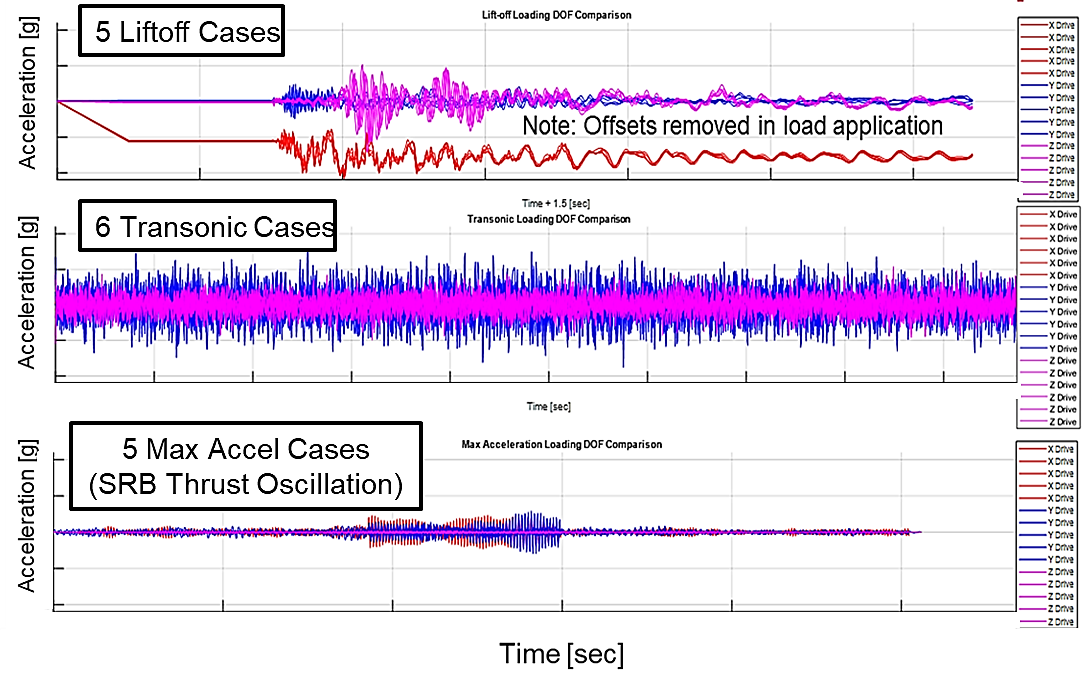 Lift-off Loading DOF Comparison
5 Liftoff Cases
Acceleration [g]
Note: Offsets removed in load application
X Drive
X Drive
X Drive
X Drive
X Drive
Y Drive
Y Drive
Y Drive
Y Drive
Y Drive
Z Drive
Z Drive
Z Drive
Z Drive
Z Drive
Time + 1.5 [sec]
Transonic Loading DOF Comparison
6 Transonic Cases
Acceleration [g]
X Drive
X Drive
X Drive
X Drive
X Drive
X Drive
Y Drive
Y Drive
Y Drive
Y Drive
Y Drive
Y Drive
Z Drive
Z Drive
Z Drive
Z Drive
Z Drive
Z Drive
Time [sec]
Max Acceleration Loading DOF Comparison
5 Max Accel Cases
(SRB Thrust Oscillation)
Acceleration [g]
X Drive
X Drive
X Drive
X Drive
X Drive
Y Drive
Y Drive
Y Drive
Y Drive
Y Drive
Z Drive
Z Drive
Z Drive
Z Drive
Z Drive
Time [sec]